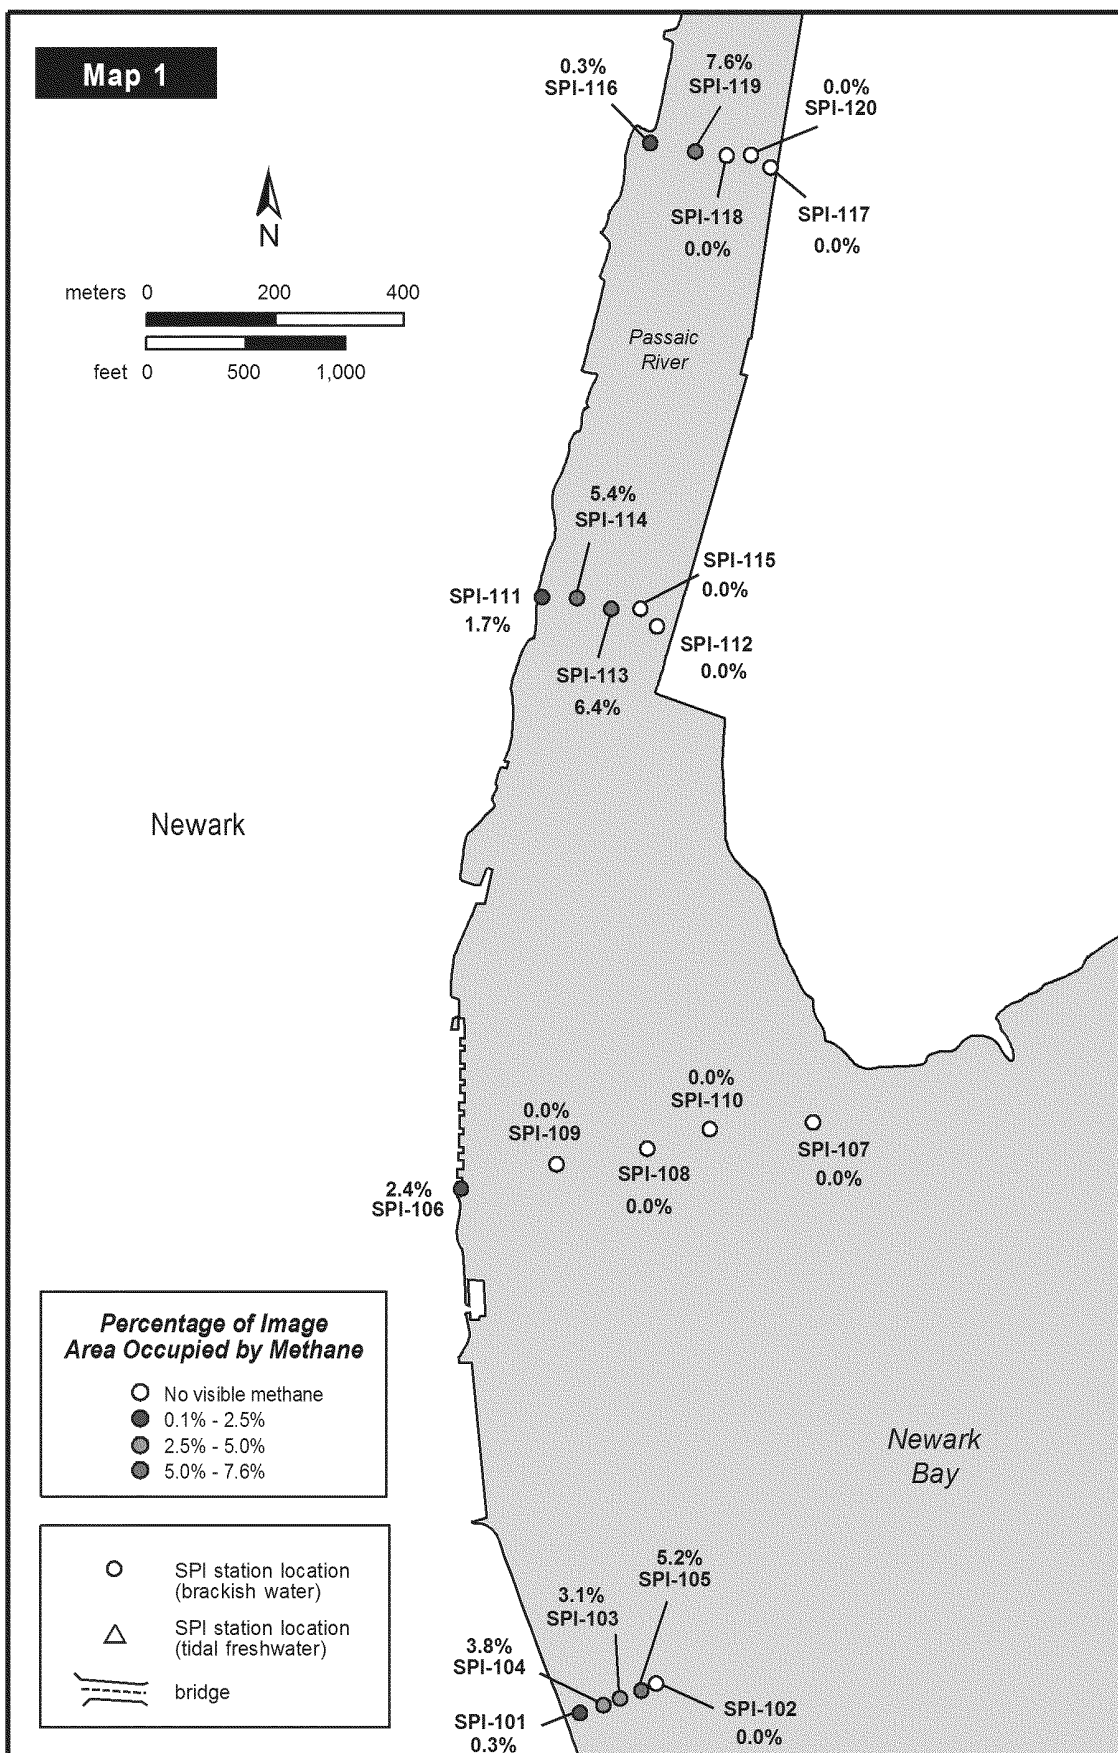 Map 1
0.3%
SPI-116
7.6%
SPI-119
0.0%
SPI-120
SPI-118
0.0%
SPI-117
0.0%
N
meters 0 200 400
feet 0 500 1,000
Passaic
River
5.4%
SPI-114
SPI-115
0.0%
SPI-111
1.7%
SPI-112
0.0%
SPI-113
6.4%
Newark
0.0%
SPI-110
0.0%
SPI-109
SPI-107
0.0%
SPI-108
0.0%
2.4%
SPI-106
Percentage of Image
Area Occupied by Methane
No visible methane
0.1% - 2.5%
2.5% - 5.0%
5.0% - 7.6%
Newark
Bay
SPI station location
(brackish water)
SPI station location
(tidal freshwater)
bridge
5.2%
SPI-105
3.1%
SPI-103
3.8%
SPI-104
SPI-102
0.0%
SPI-101
0.3%